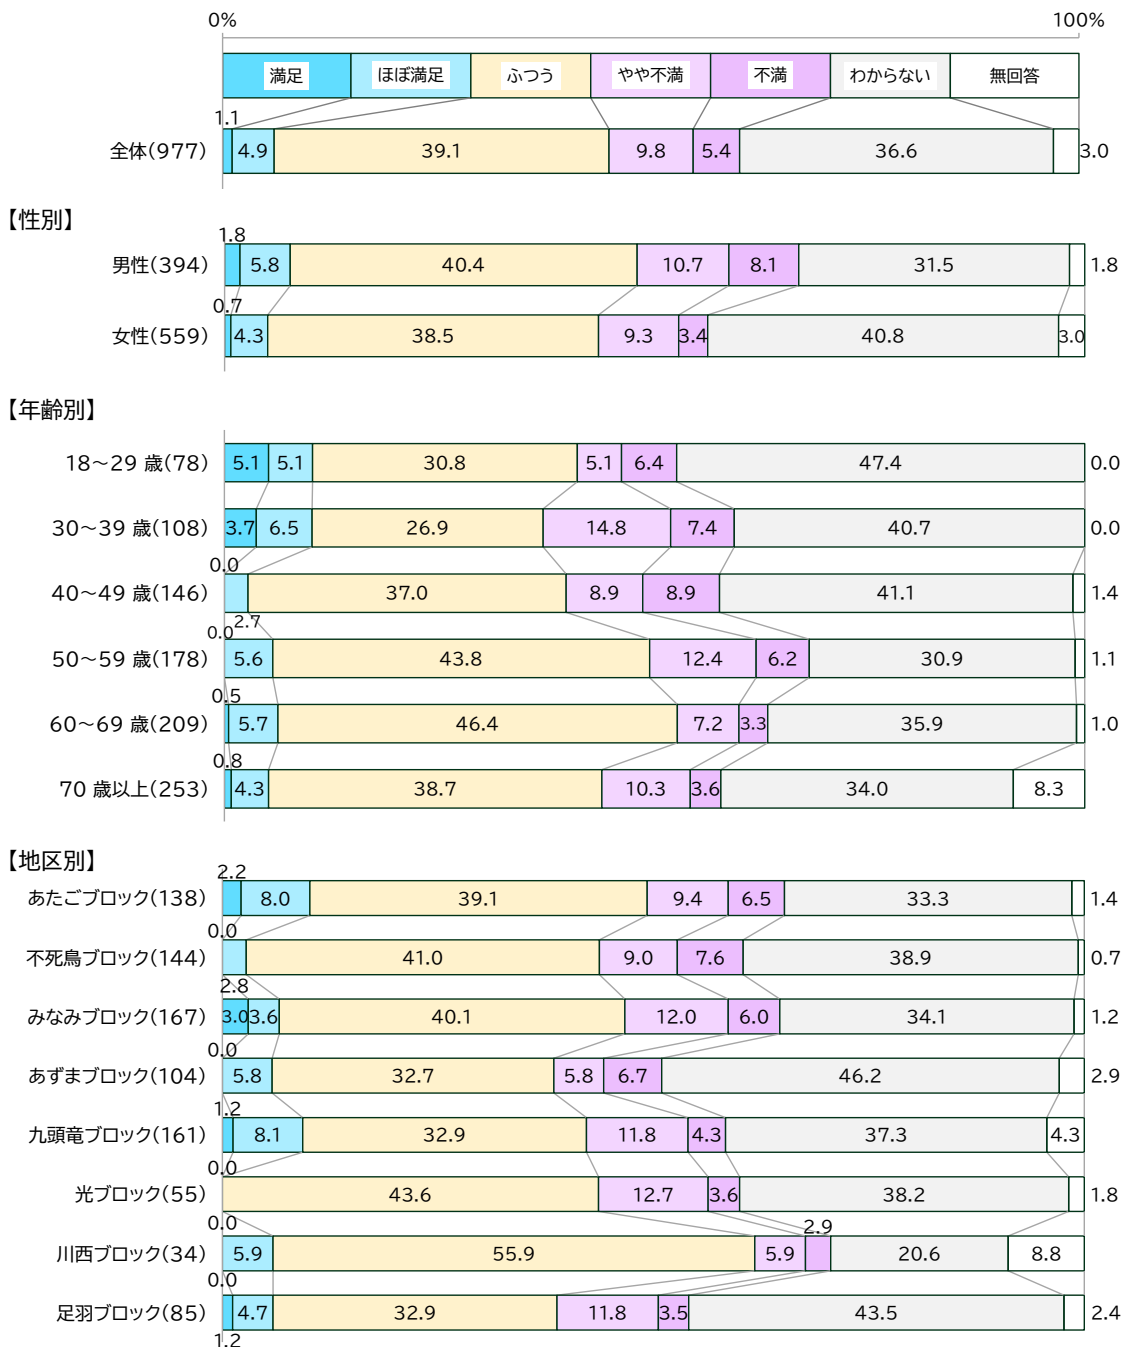 0% 100%
満足 ほぼ満足 ふつう やや不満 不満 わからない 無回答
1.1
全体(977) 4.9 39.1 9.8 5.4 36.6 3.0
【性別】
1.8
男性(394) 5.8 40.4 10.7 8.1 31.5 1.8
0.7
女性(559) 4.3 38.5 9.3 3.4 40.8 3.0
【年齢別】
18～29 歳(78) 5.1 5.1 30.8 5.1 6.4 47.4 0.0
30～39 歳(108) 3.7 6.5 26.9 14.8 7.4 40.7 0.0
0.0
40～49 歳(146) 37.0 8.9 8.9 41.1 1.4
0.0 2.7
50～59 歳(178) 5.6 43.8 12.4 6.2 30.9 1.1
0.5
60～69 歳(209) 5.7 46.4 7.2 3.3 35.9 1.0
0.8
70 歳以上(253) 4.3 38.7 10.3 3.6 34.0 8.3
【地区別】
2.2
あたごブロック(138) 8.0 39.1 9.4 6.5 33.3 1.4
0.0
不死鳥ブロック(144) 41.0 9.0 7.6 38.9 0.7
2.8
みなみブロック(167) 3.0 3.6 40.1 12.0 6.0 34.1 1.2
0.0
あずまブロック(104) 5.8 32.7 5.8 6.7 46.2 2.9
1.2
九頭竜ブロック(161) 8.1 32.9 11.8 4.3 37.3 4.3
0.0
光ブロック(55) 43.6 12.7 3.6 38.2 1.8
0.0 2.9
川西ブロック(34) 5.9 55.9 5.9 20.6 8.8
0.0
足羽ブロック(85) 4.7 32.9 11.8 3.5 43.5 2.4
1.2